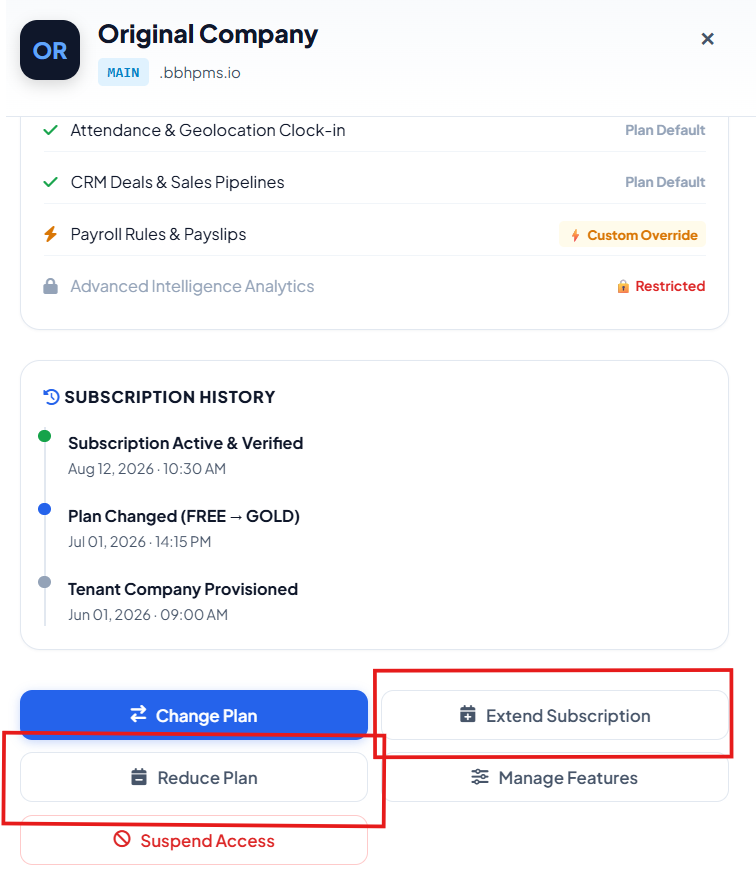 OR
Original Company
MAIN .bbhpms.io
Attendance & Geolocation Clock-in Plan Default
CRM Deals & Sales Pipelines Plan Default
Payroll Rules & Payslips Custom Override
Advanced Intelligence Analytics Restricted
SUBSCRIPTION HISTORY
Subscription Active & Verified
Aug 12, 2026 · 10:30 AM
Plan Changed (FREE → GOLD)
Jul 01, 2026 · 14:15 PM
Tenant Company Provisioned
Jun 01, 2026 · 09:00 AM
Change Plan Extend Subscription
Reduce Plan Manage Features
Suspend Access